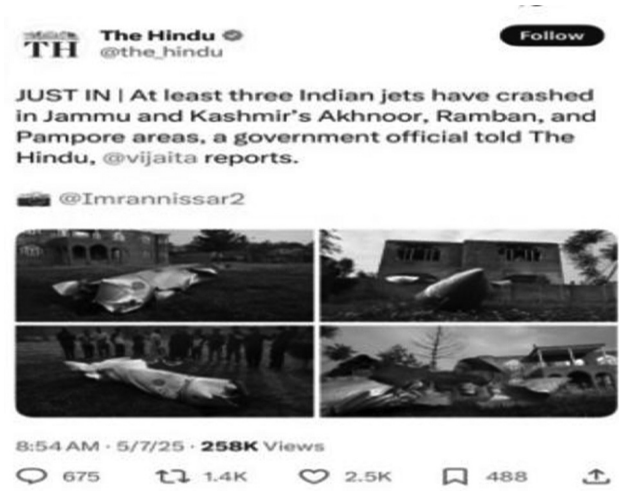 TH The Hindu
@the_hindu
Follow
JUST IN | At least three Indian jets have crashed
in Jammu and Kashmir's Akhnoor, Ramban, and
Pampore areas, a government official told The
Hindu, @vijaita reports.
@Imrannissar2
8:54 AM · 5/7/25 · 258K Views
675 1.4K 2.5K 488